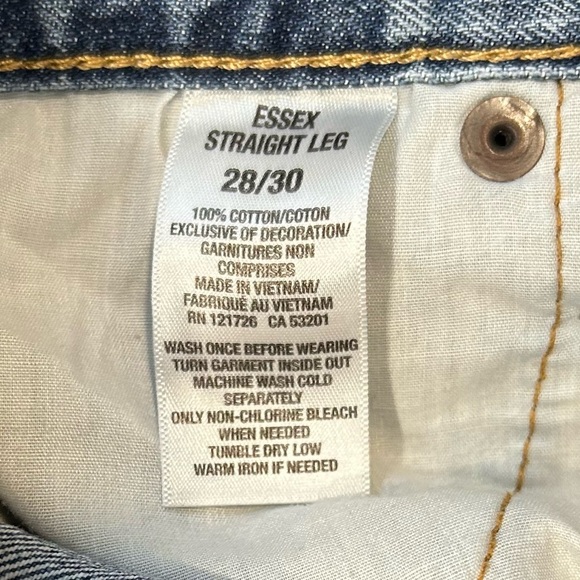 ESSEX
STRAIGHT LEG
28/30
100% COTTON/COTON
EXCLUSIVE OF DECORATION/
GARNITURES NON
COMPRISES
MADE IN VIETNAM/
FABRIQUÉ AU VIETNAM
RN 121726 CA 53201
WASH ONCE BEFORE WEARING
TURN GARMENT INSIDE OUT
MACHINE WASH COLD
SEPARATELY
ONLY NON-CHLORINE BLEACH
WHEN NEEDED
TUMBLE DRY LOW
WARM IRON IF NEEDED